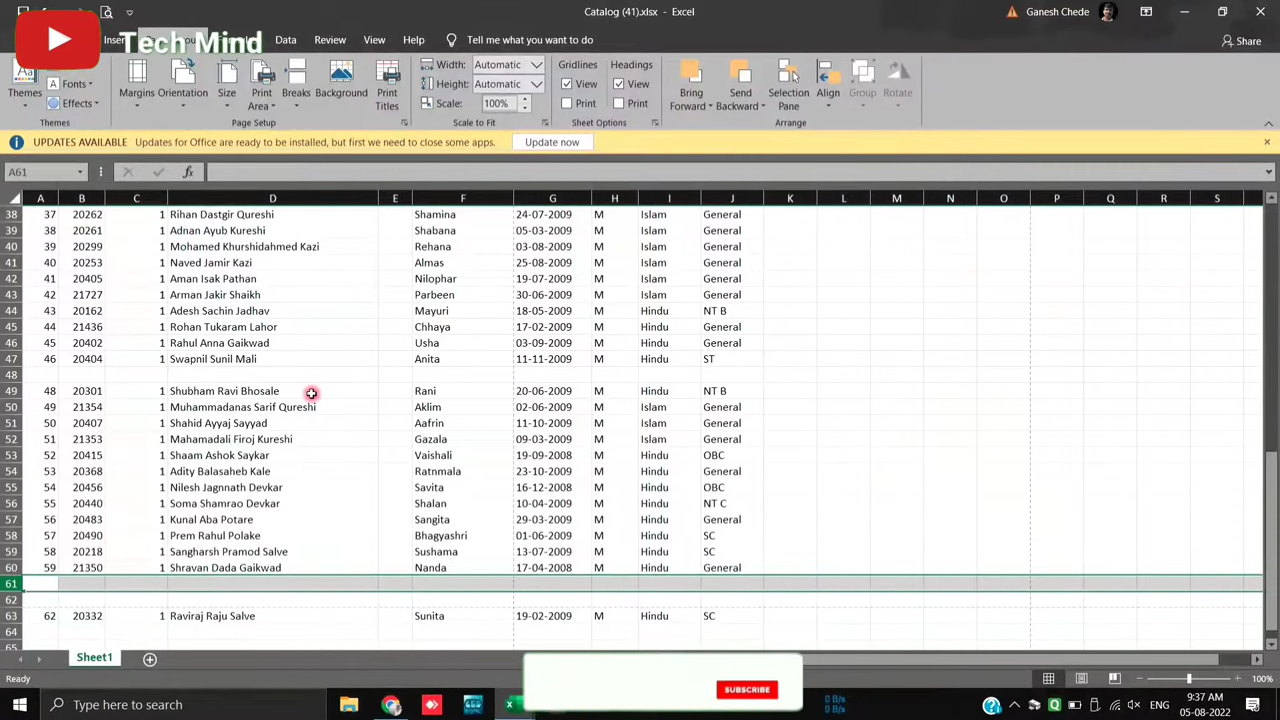 Catalog (41).xlsx - Excel
Ganesh Chede
Tech Mind
Insert
Data
Review
View
Help
Tell me what you want to do
Share
Themes
Fonts
Effects
Margins
Orientation
Size
Print Area
Breaks
Background
Print Titles
Width: Automatic
Height: Automatic
Scale: 100%
Gridlines
View
Print
Headings
View
Print
Bring Forward
Send Backward
Selection Pane
Align
Group
Rotate
Themes
Page Setup
Scale to Fit
Sheet Options
Arrange
UPDATES AVAILABLE Updates for Office are ready to be installed, but first we need to close some apps. Update now
A61 fx
A B C D E F G H I J K L M N O P Q R S
38 37 20262 1 Rihan Dastgir Qureshi Shamina 24-07-2009 M Islam General
39 38 20261 1 Adnan Ayub Kureshi Shabana 05-03-2009 M Islam General
40 39 20299 1 Mohamed Khurshidahmed Kazi Rehana 03-08-2009 M Islam General
41 40 20253 1 Naved Jamir Kazi Almas 25-08-2009 M Islam General
42 41 20405 1 Aman Isak Pathan Nilophar 19-07-2009 M Islam General
43 42 21727 1 Arman Jakir Shaikh Parbeen 30-06-2009 M Islam General
44 43 20162 1 Adesh Sachin Jadhav Mayuri 18-05-2009 M Hindu NT B
45 44 21436 1 Rohan Tukaram Lahor Chhaya 17-02-2009 M Hindu General
46 45 20402 1 Rahul Anna Gaikwad Usha 03-09-2009 M Hindu General
47 46 20404 1 Swapnil Sunil Mali Anita 11-11-2009 M Hindu ST
48
49 48 20301 1 Shubham Ravi Bhosale Rani 20-06-2009 M Hindu NT B
50 49 21354 1 Muhammadanas Sarif Qureshi Aklim 02-06-2009 M Islam General
51 50 20407 1 Shahid Ayyaj Sayyad Aafrin 11-10-2009 M Islam General
52 51 21353 1 Mahamadali Firoj Kureshi Gazala 09-03-2009 M Islam General
53 52 20415 1 Shaam Ashok Saykar Vaishali 19-09-2008 M Hindu OBC
54 53 20368 1 Adity Balasaheb Kale Ratnmala 23-10-2009 M Hindu General
55 54 20456 1 Nilesh Jagnnath Devkar Savita 16-12-2008 M Hindu OBC
56 55 20440 1 Soma Shamrao Devkar Shalan 10-04-2009 M Hindu NT C
57 56 20483 1 Kunal Aba Potare Sangita 29-03-2009 M Hindu General
58 57 20490 1 Prem Rahul Polake Bhagyashri 01-06-2009 M Hindu SC
59 58 20218 1 Sangharsh Pramod Salve Sushama 13-07-2009 M Hindu SC
60 59 21350 1 Shravan Dada Gaikwad Nanda 17-04-2008 M Hindu General
61
62
63 62 20332 1 Raviraj Raju Salve Sunita 19-02-2009 M Hindu SC
64
65
Sheet1
SUBSCRIBE
Ready
100%
Type here to search
0 B/s
0 B/s
ENG
9:37 AM
05-08-2022